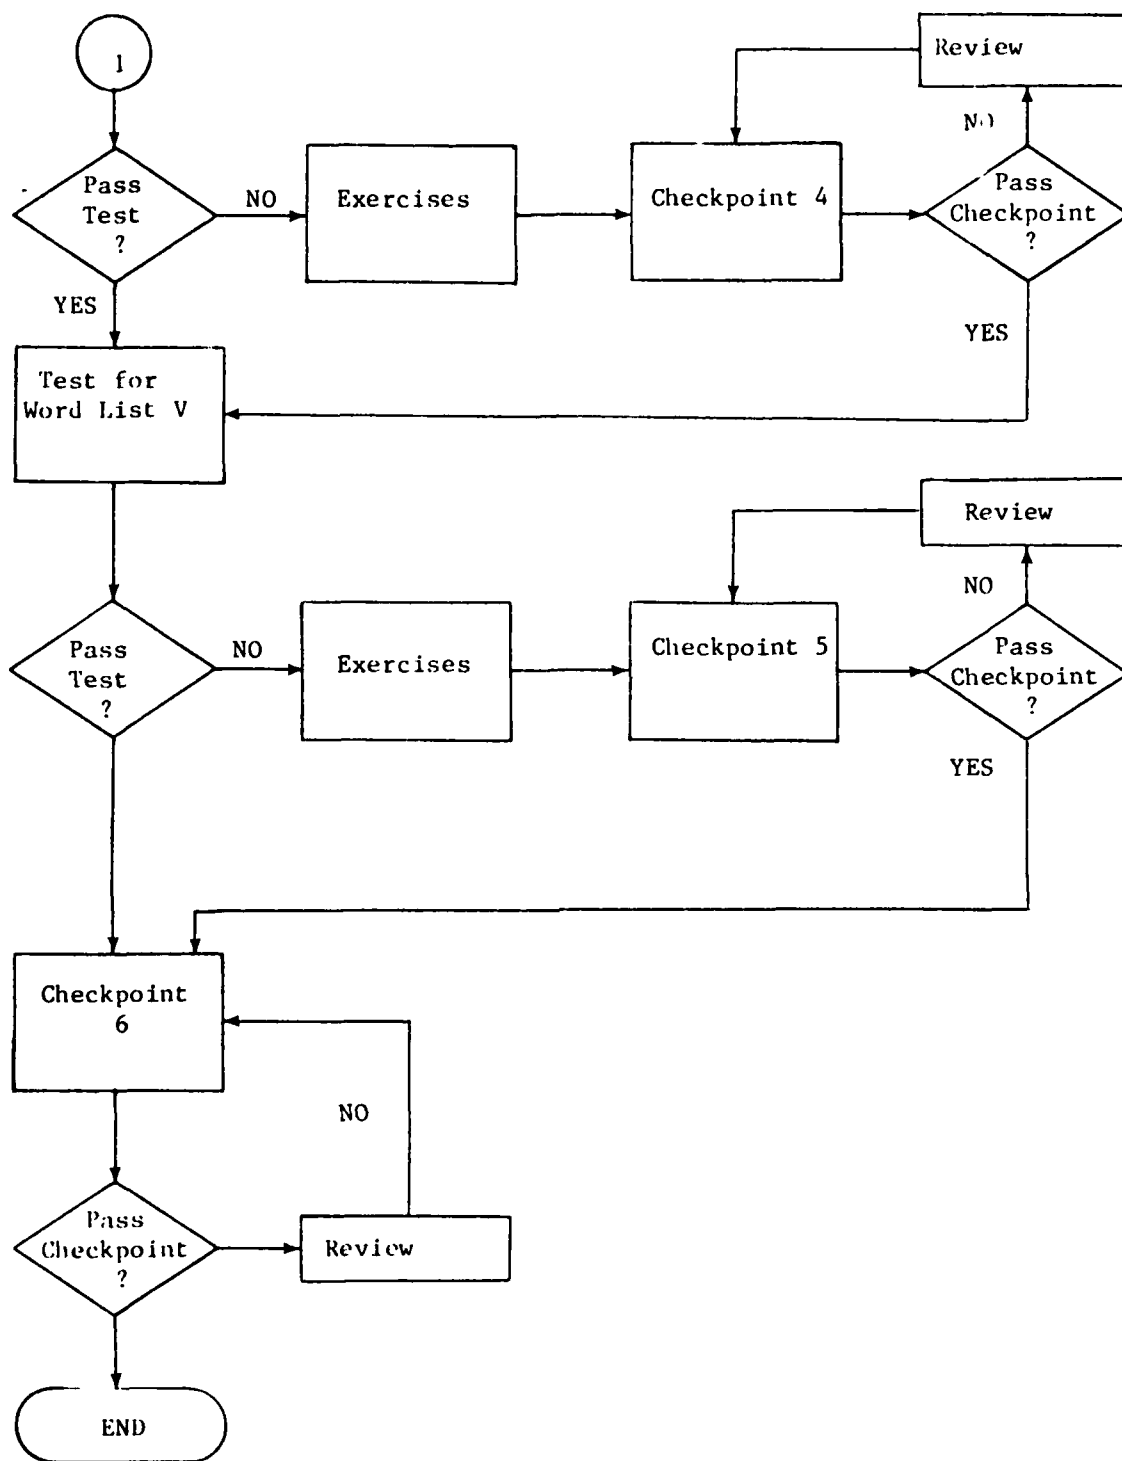 1
Review
NO
Pass
Test
?
NO
Exercises
Checkpoint 4
Pass
Checkpoint
?
YES
YES
Test for
Word List V
Review
NO
Pass
Test
?
NO
Exercises
Checkpoint 5
Pass
Checkpoint
?
YES
Checkpoint
6
NO
Pass
Checkpoint
?
Review
END